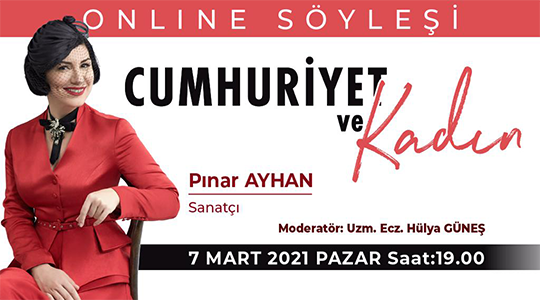 ONLINE SÖYLEŞİ
CUMHURİYET
ve Kadın
Pınar AYHAN
Sanatçı
Moderatör: Uzm. Ecz. Hülya GÜNEŞ
7 MART 2021 PAZAR Saat:19.00